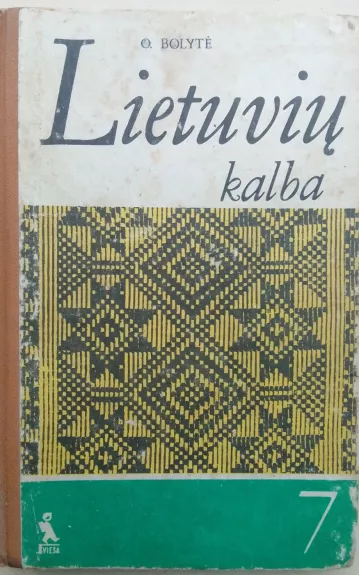 O. BOLYTĖ
Lietuvių
kalba
7
ŠVIESA